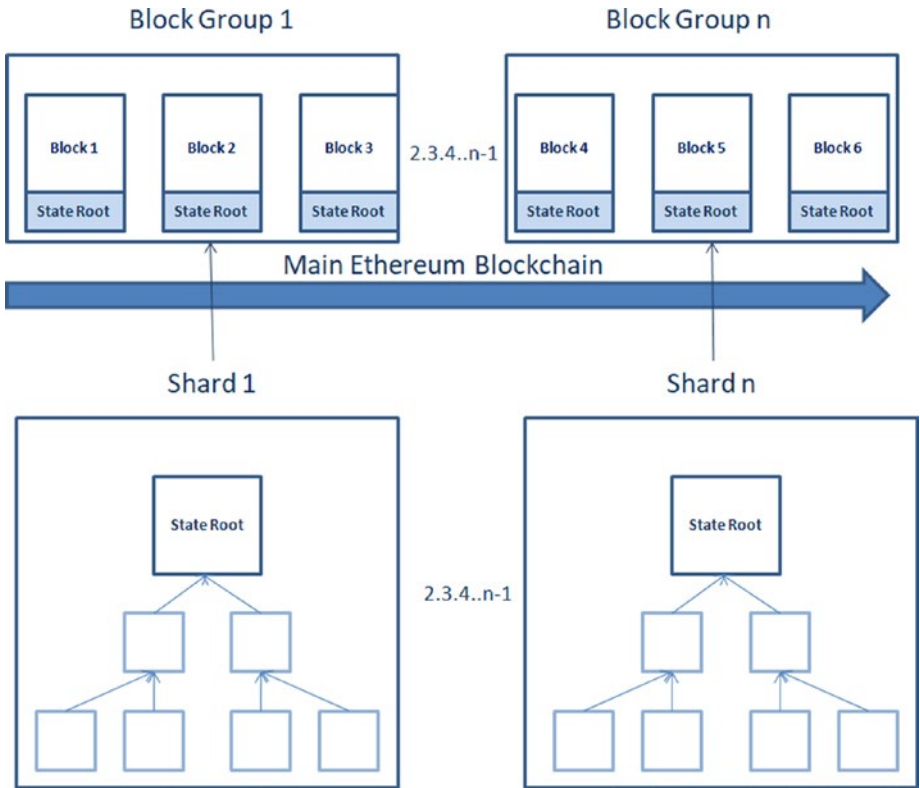 Block Group 1
Block Group n
Block 1
Block 2
Block 3
2.3.4..n-1
Block 4
Block 5
Block 6
State Root
State Root
State Root
State Root
State Root
State Root
Main Ethereum Blockchain
Shard 1
Shard n
State Root
State Root
2.3.4..n-1